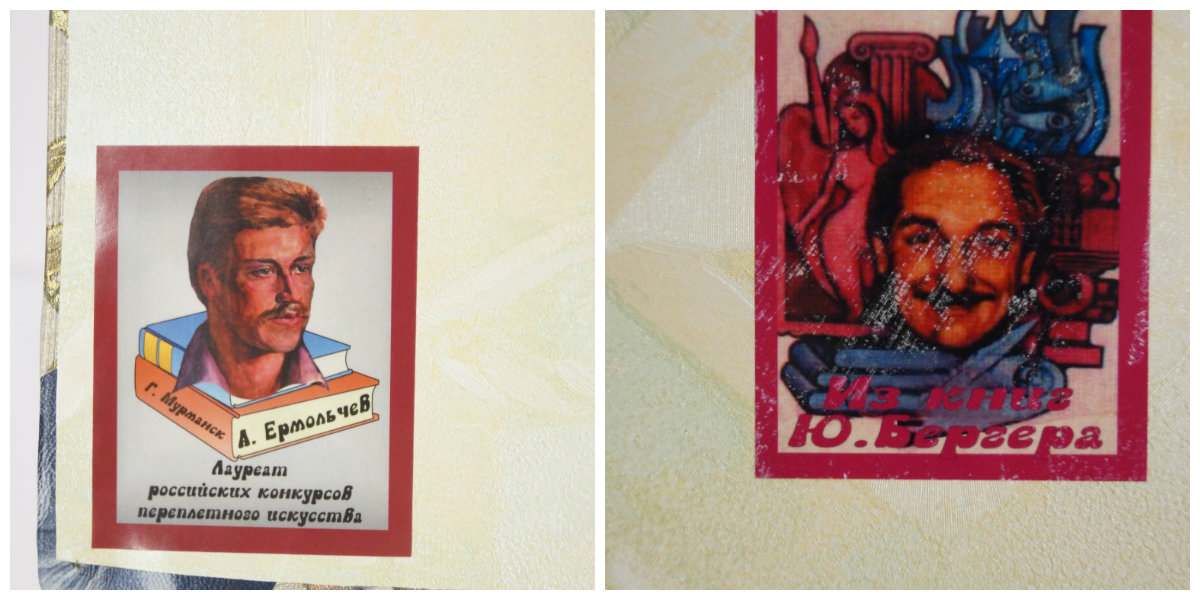 Г. Мурманск
А. Ермольчев
Лауреат
российских конкурсов
переплетного искусства
Из книг
Ю.Бергера